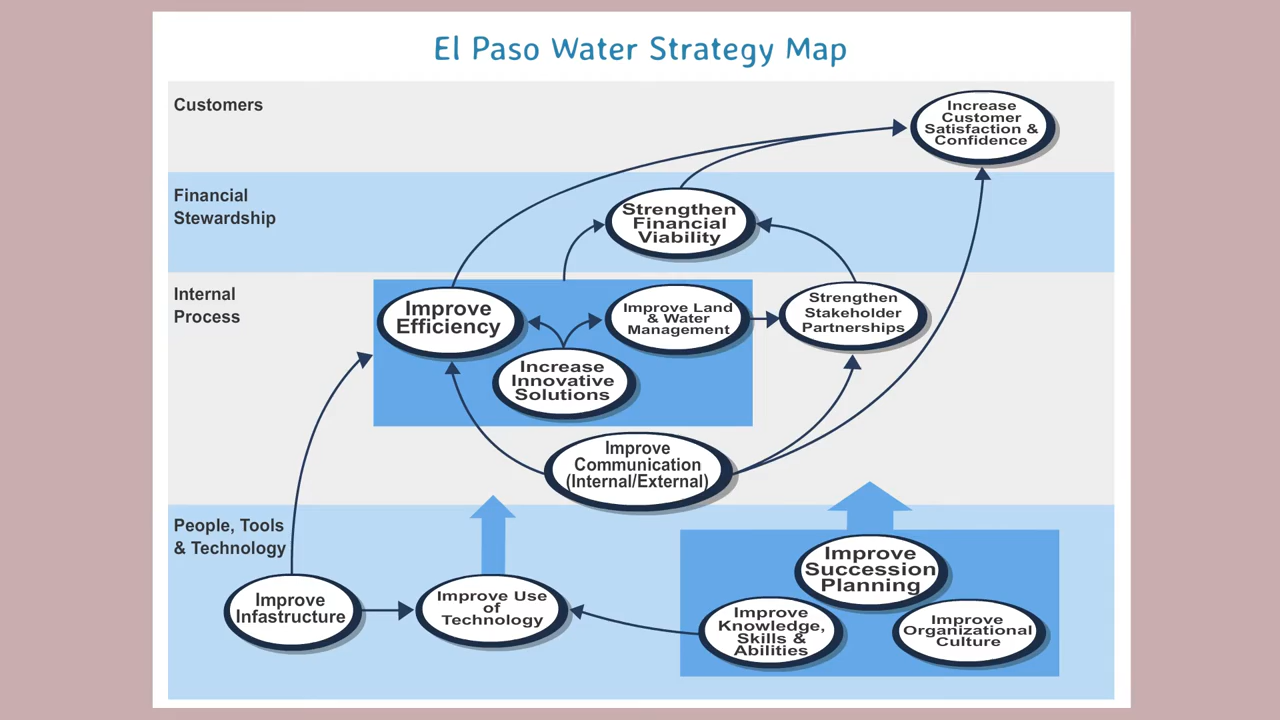 El Paso Water Strategy Map
Customers
Increase
Customer
Satisfaction &
Confidence
Financial
Stewardship
Strengthen
Financial
Viability
Internal
Process
Improve
Efficiency
Improve Land
& Water
Management
Strengthen
Stakeholder
Partnerships
Increase
Innovative
Solutions
Improve
Communication
(Internal/External)
People, Tools
& Technology
Improve
Infastructure
Improve Use
of
Technology
Improve
Succession
Planning
Improve
Knowledge,
Skills &
Abilities
Improve
Organizational
Culture